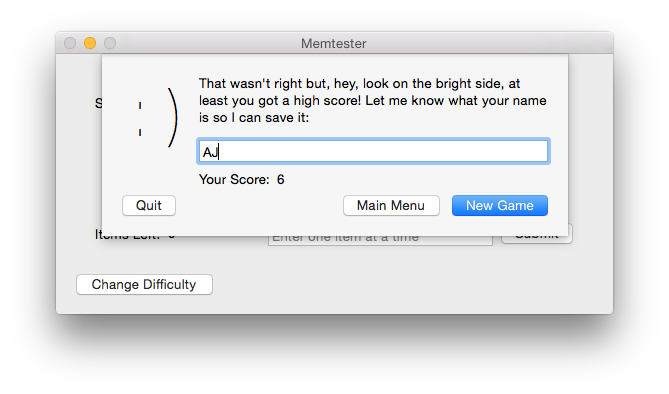 Memtester
That wasn't right but, hey, look on the bright side, at
least you got a high score! Let me know what your name
is so I can save it:
AJ
Your Score: 6
Quit
Main Menu
New Game
Items Left:
Enter one item at a time
Submit
Change Difficulty